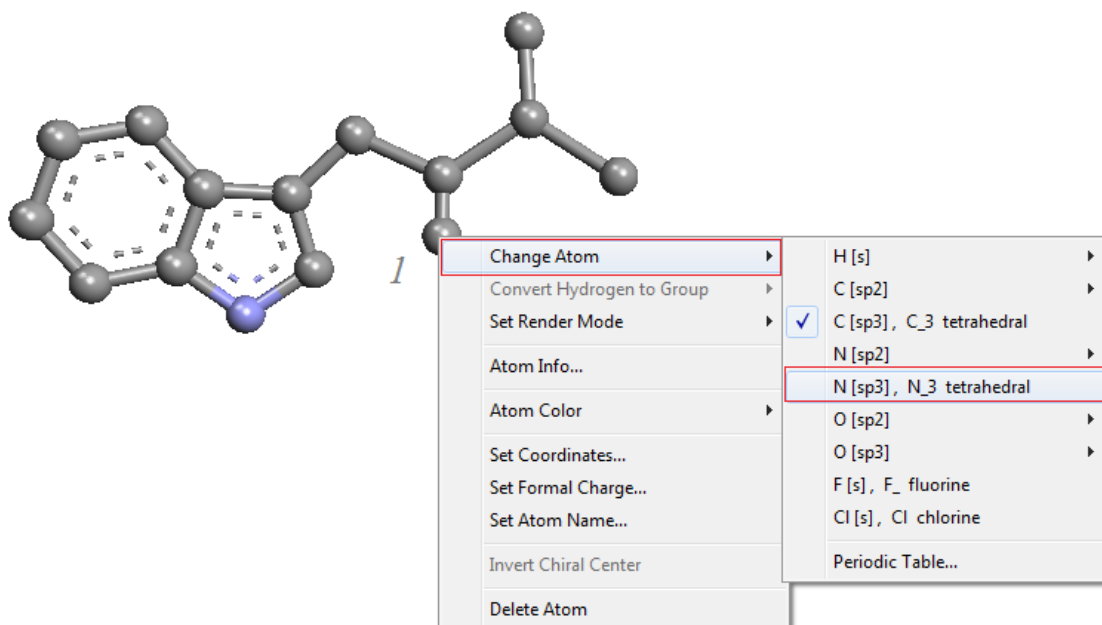 1
Change Atom
Convert Hydrogen to Group
Set Render Mode
Atom Info...
Atom Color
Set Coordinates...
Set Formal Charge...
Set Atom Name...
Invert Chiral Center
Delete Atom
H [s]
C [sp2]
C [sp3] , C_3 tetrahedral
N [sp2]
N [sp3] , N_3 tetrahedral
O [sp2]
O [sp3]
F [s] , F_ fluorine
Cl [s] , Cl chlorine
Periodic Table...